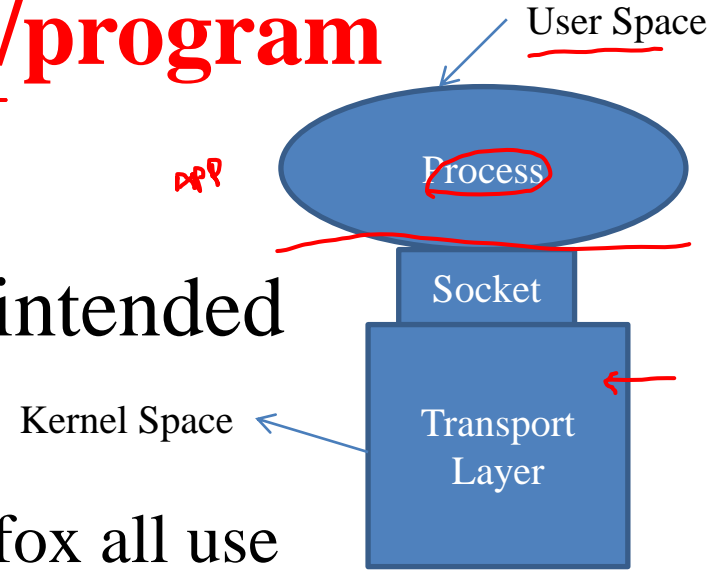 /program
User Space
app
Process
intended
Socket
Kernel Space
Transport
Layer
fox all use